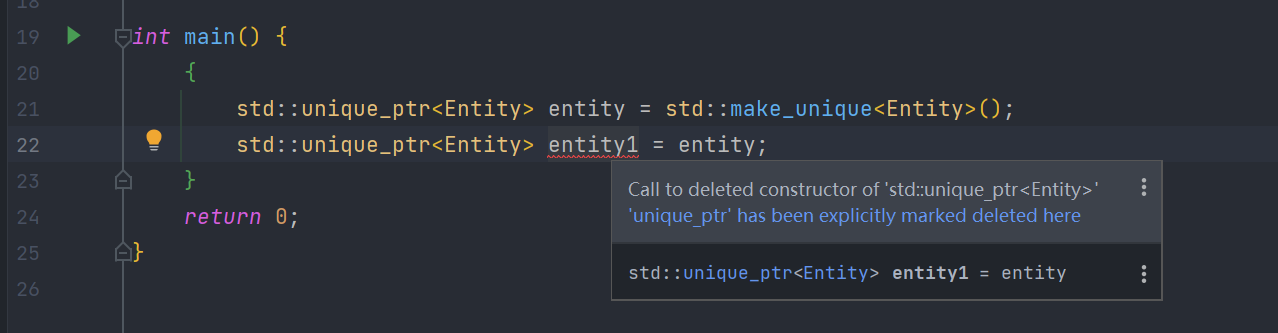 18
19 int main() {
20 {
21 std::unique_ptr<Entity> entity = std::make_unique<Entity>();
22 std::unique_ptr<Entity> entity1 = entity;
Call to deleted constructor of 'std::unique_ptr<Entity>'
'unique_ptr' has been explicitly marked deleted here
std::unique_ptr<Entity> entity1 = entity
23 }
24 return 0;
25 }
26